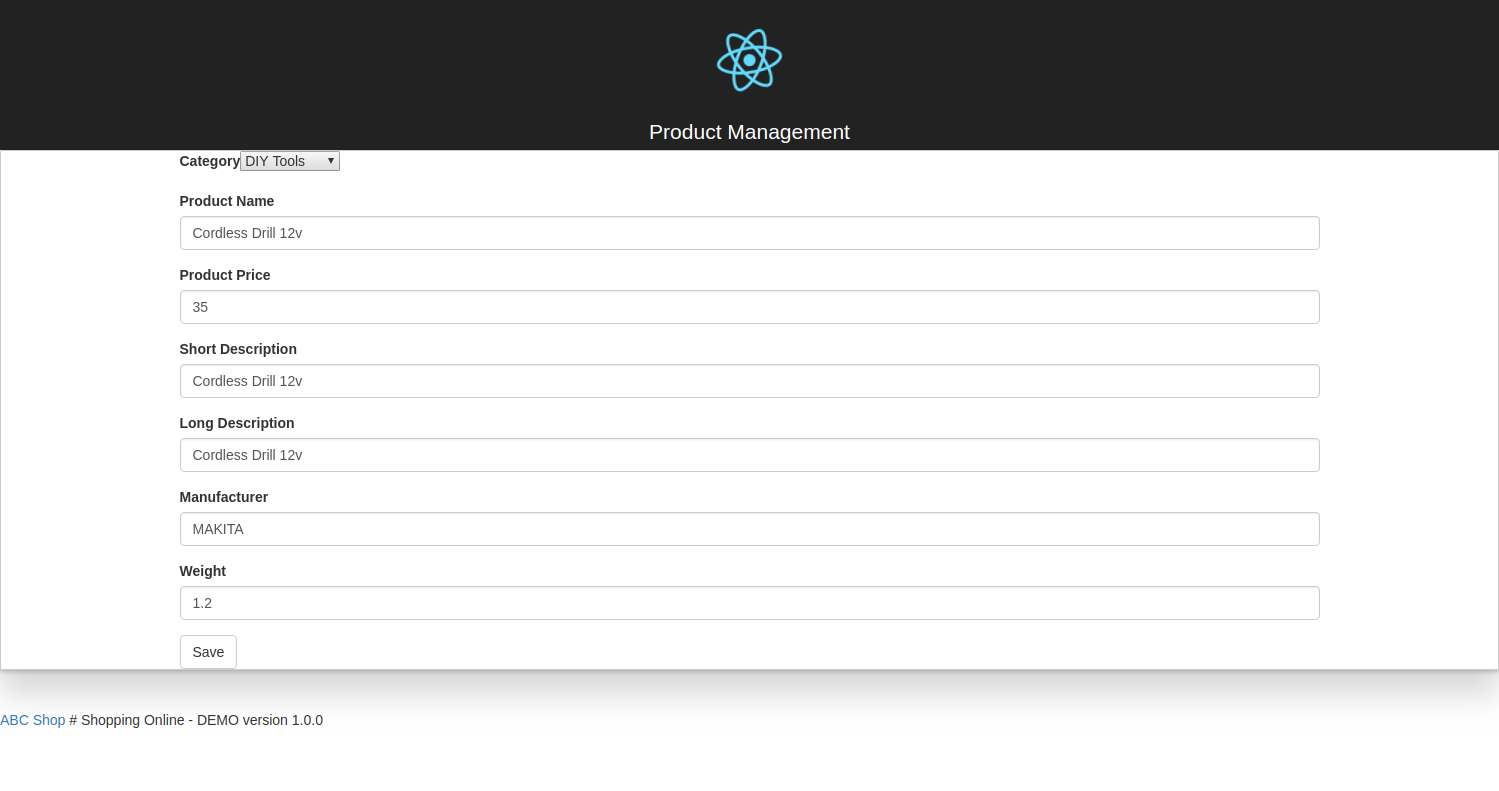 Product Management
Category DIY Tools
Product Name
Cordless Drill 12v
Product Price
35
Short Description
Cordless Drill 12v
Long Description
Cordless Drill 12v
Manufacturer
MAKITA
Weight
1.2
Save
ABC Shop # Shopping Online - DEMO version 1.0.0